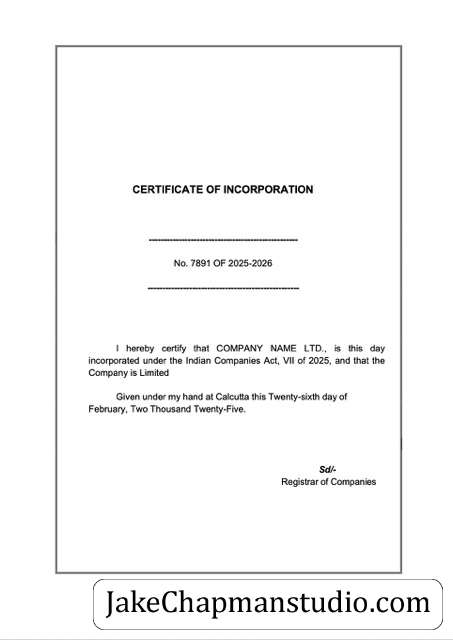 CERTIFICATE OF INCORPORATION
--------------------------------------------------
No. 7891 OF 2025-2026
---------------------------------------------------
I hereby certify that COMPANY NAME LTD., is this day
incorporated under the Indian Companies Act, VII of 2025, and that the
Company is Limited
Given under my hand at Calcutta this Twenty-sixth day of
February, Two Thousand Twenty-Five.
Sd/-
Registrar of Companies
JakeChapmanstudio.com